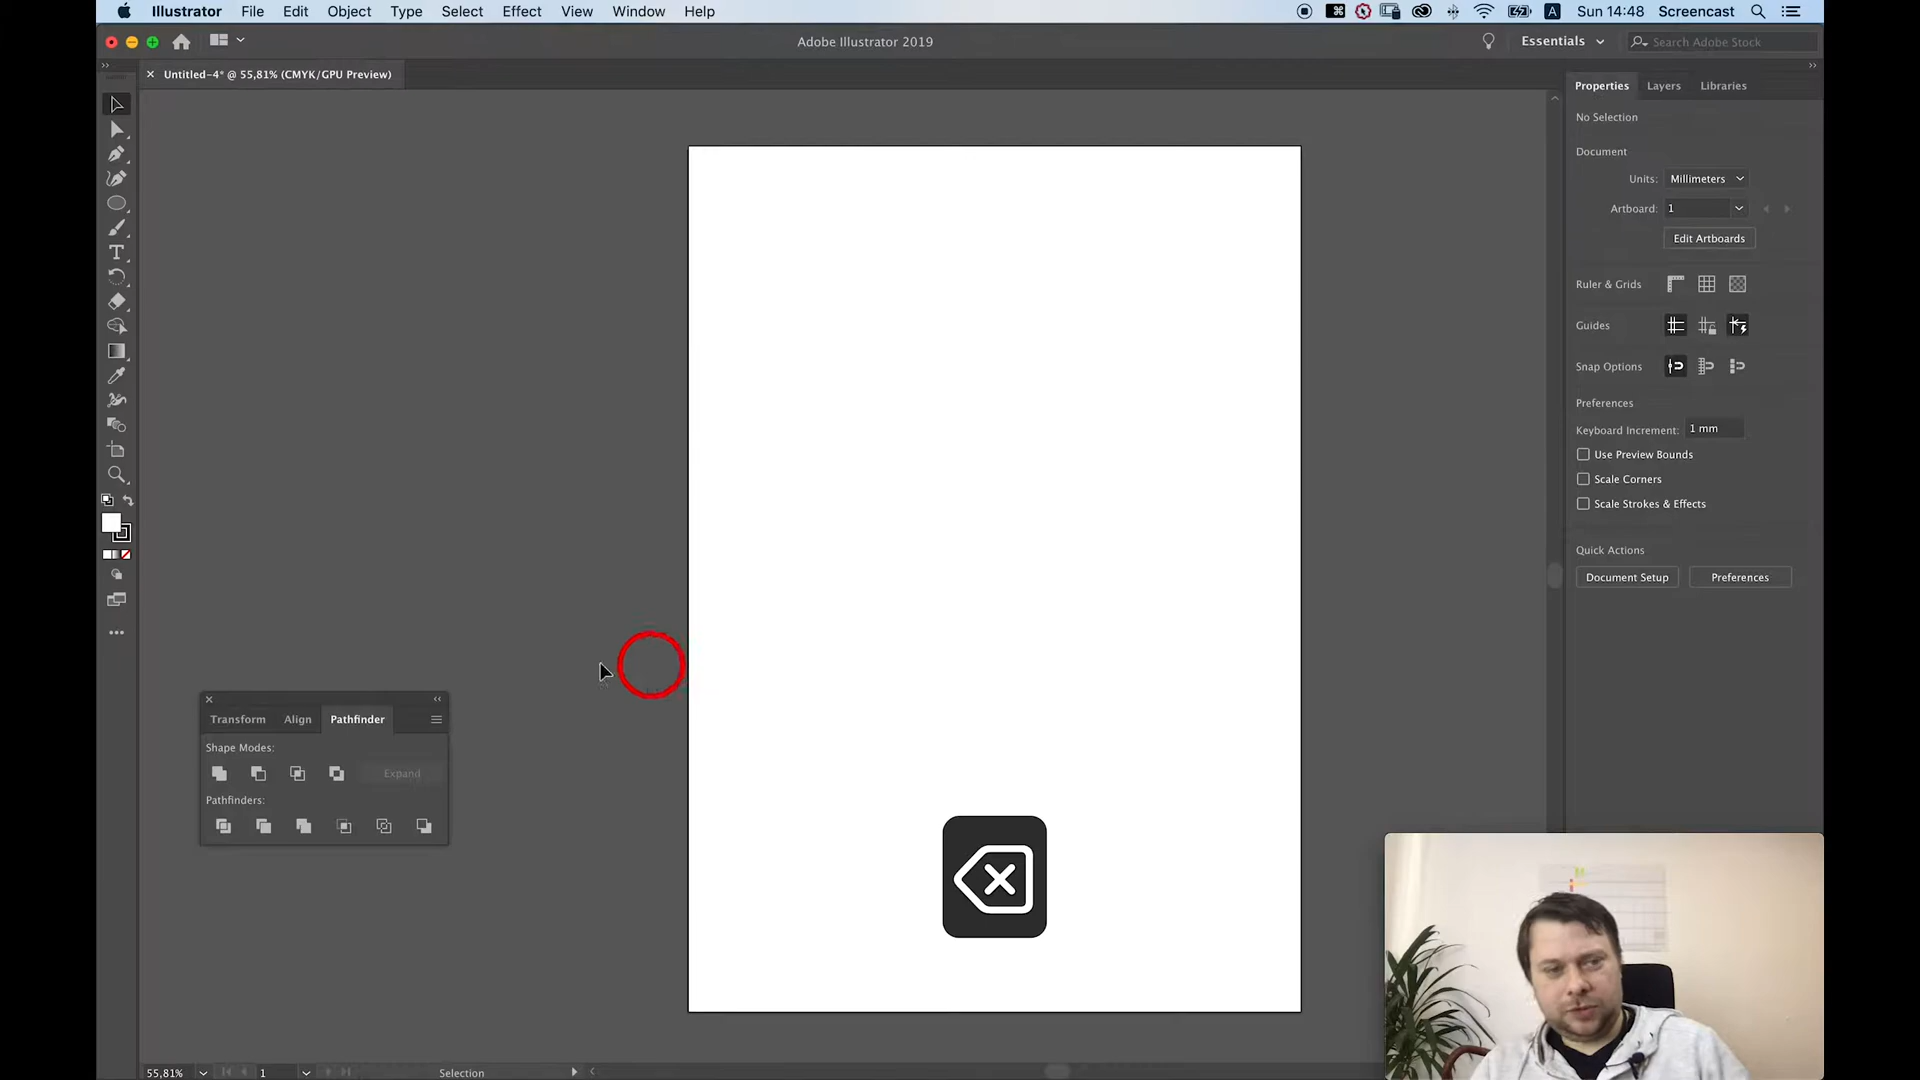 Illustrator File Edit Object Type Select Effect View Window Help
A Sun 14:48 Screencast
Adobe Illustrator 2019
Essentials
Search Adobe Stock
Untitled-4* @ 55,81% (CMYK/GPU Preview)
Properties Layers Libraries
No Selection
Document
Units: Millimeters
Artboard: 1
Edit Artboards
Ruler & Grids
Guides
Snap Options
Preferences
Keyboard Increment: 1 mm
Use Preview Bounds
Scale Corners
Scale Strokes & Effects
Quick Actions
Document Setup Preferences
Transform Align Pathfinder
Shape Modes:
Expand
Pathfinders:
55,81% 1 Selection